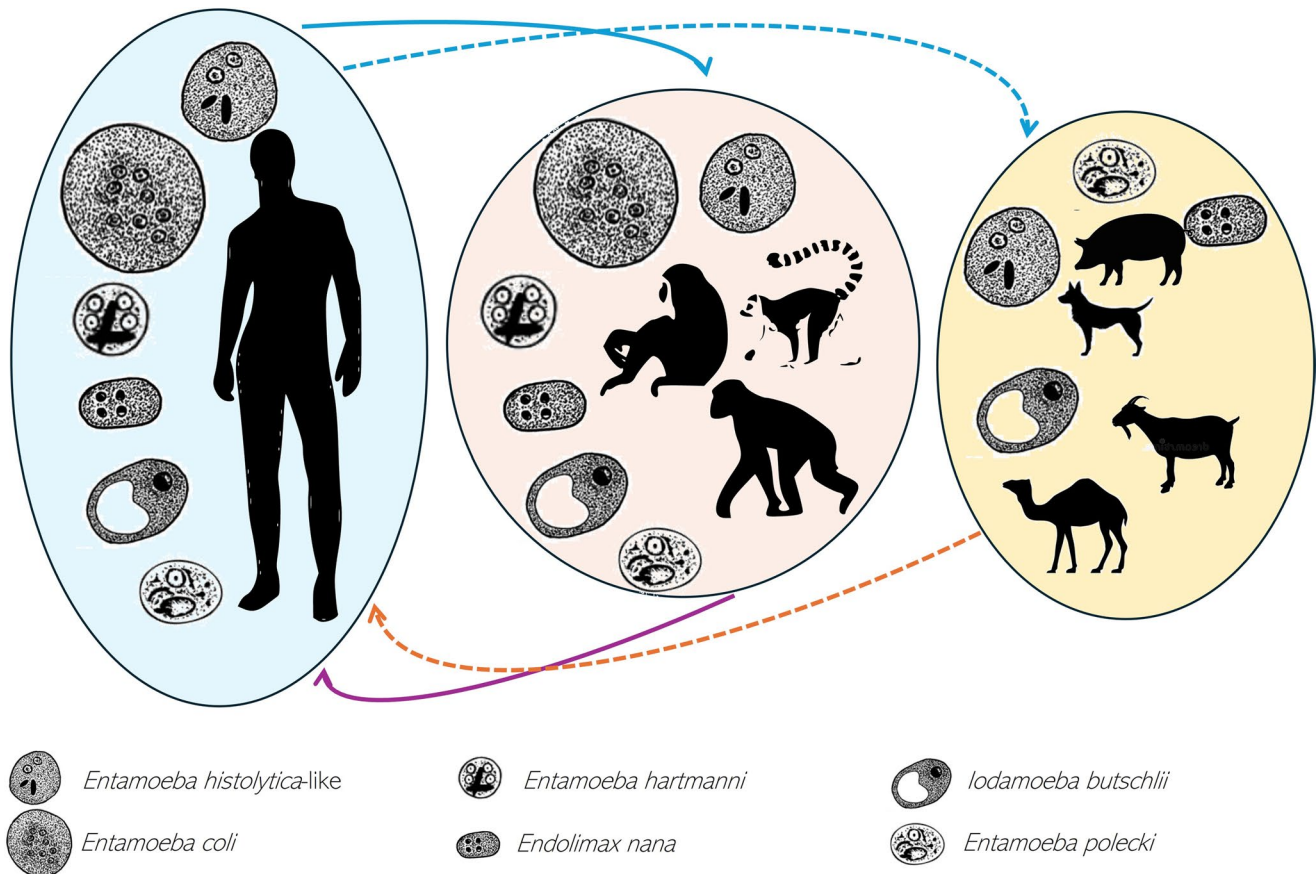 Entamoeba histolytica-like
Entamoeba hartmanni
Iodamoeba butschlii
Entamoeba coli
Endolimax nana
Entamoeba polecki